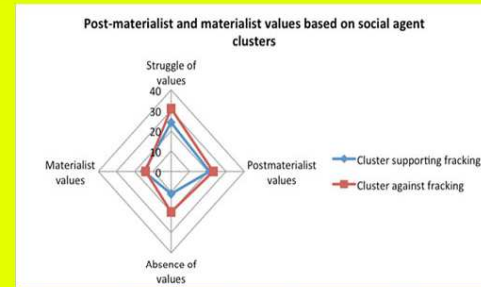 Post-materialist and materialist values based on social agent
clusters
Struggle of
values
40
30
20
10
0
Materialist
values
Postmaterialist
values
Cluster supporting fracking
Cluster against fracking
Absence of
values